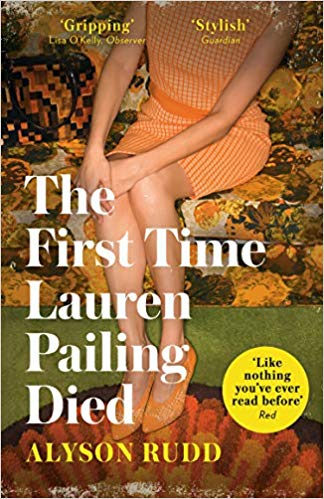 ‘Gripping’
Lisa O'Kelly, Observer
‘Stylish’
Guardian
The
First Time
Lauren
Pailing
Died
‘Like
nothing
you've ever
read before’
Red
ALYSON RUDD